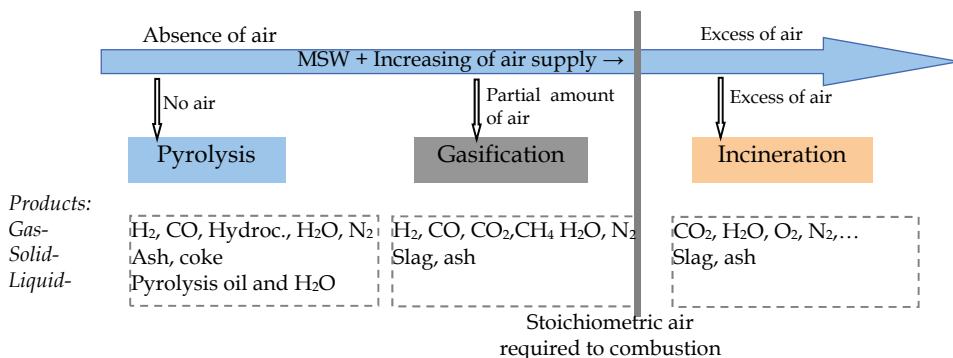 Absence of air
Excess of air
MSW + Increasing of air supply →
No air
Partial amount
of air
Excess of air
Pyrolysis
Gasification
Incineration
Products:
Gas-
H₂, CO, Hydroc., H₂O, N₂
H₂, CO, CO₂,CH₄ H₂O, N₂
CO₂, H₂O, O₂, N₂,…
Solid-
Ash, coke
Slag, ash
Slag, ash
Liquid-
Pyrolysis oil and H₂O
Stoichiometric air
required to combustion